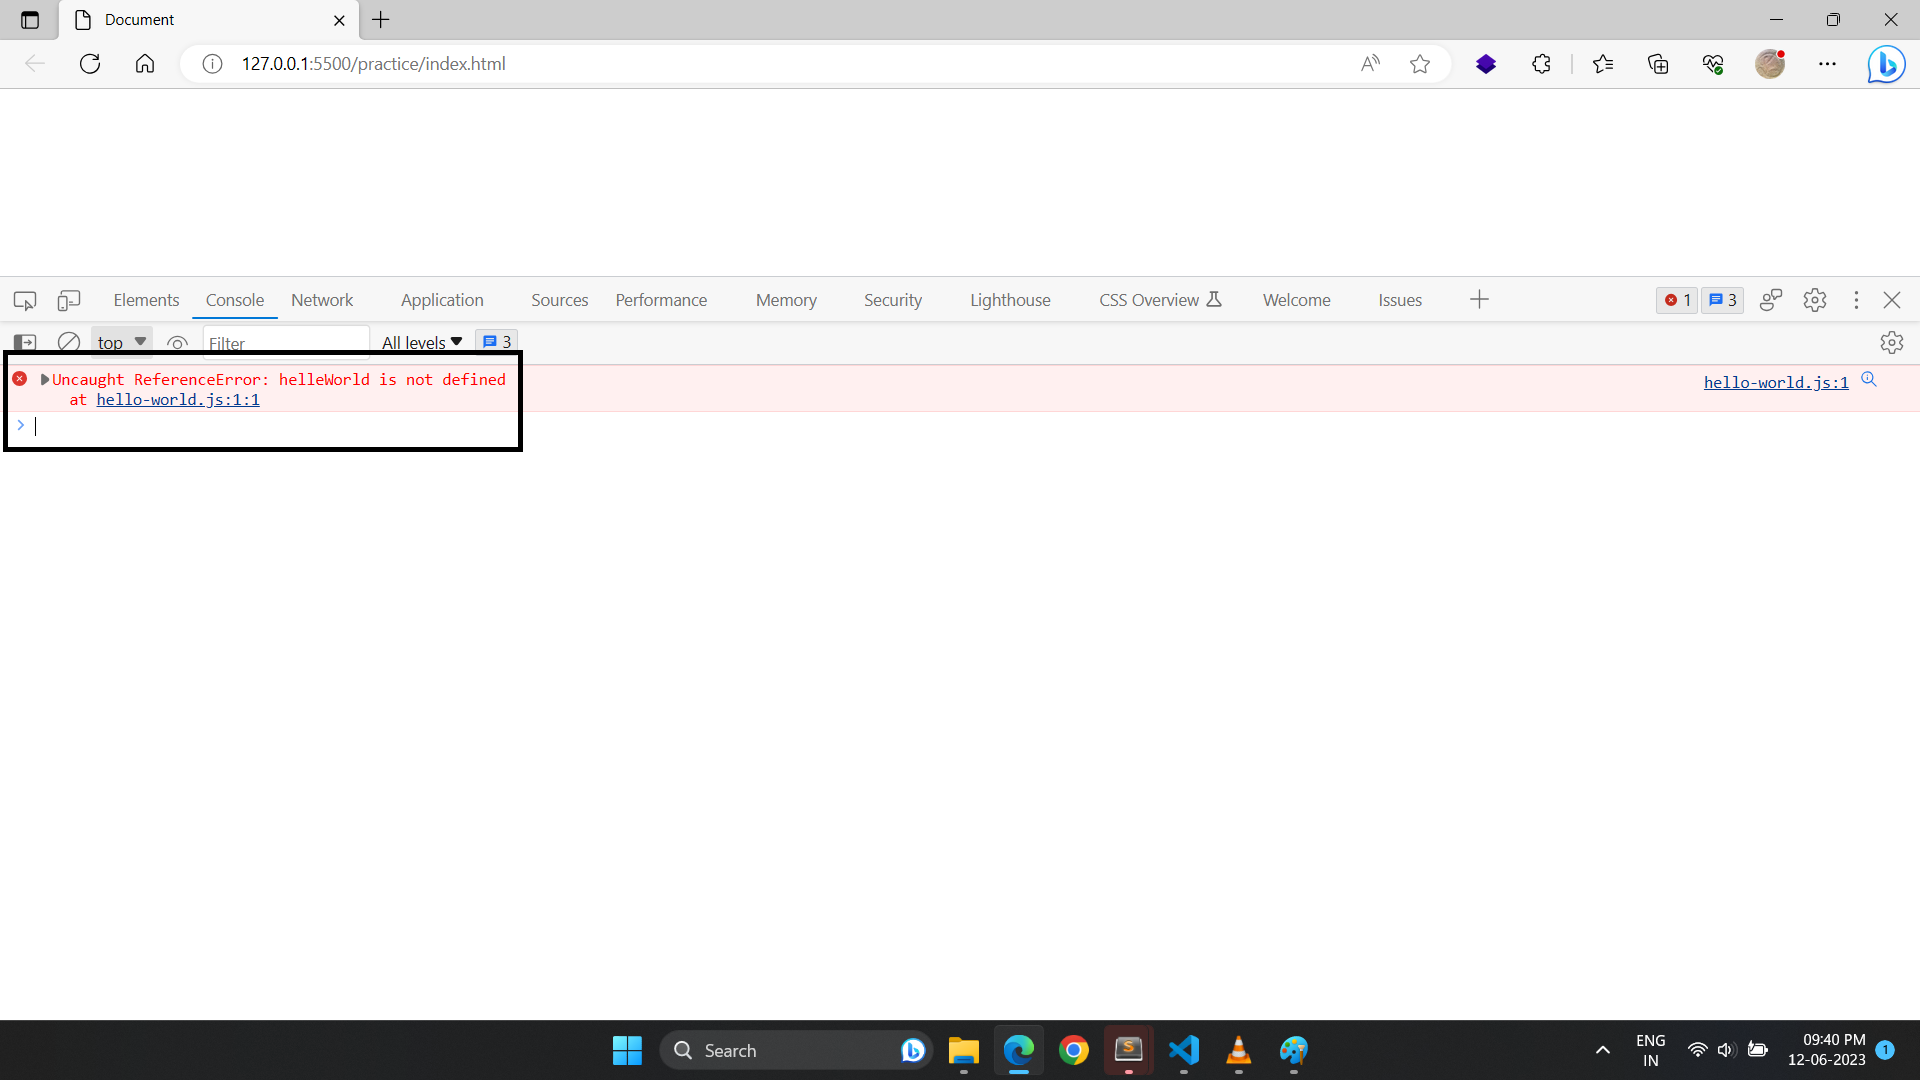 Document
127.0.0.1:5500/practice/index.html
Elements Console Network Application Sources Performance Memory Security Lighthouse CSS Overview Welcome Issues 1 3
top Filter All levels 3
Uncaught ReferenceError: helleWorld is not defined hello-world.js:1
at hello-world.js:1:1
Search
ENG
IN
09:40 PM
12-06-2023
1